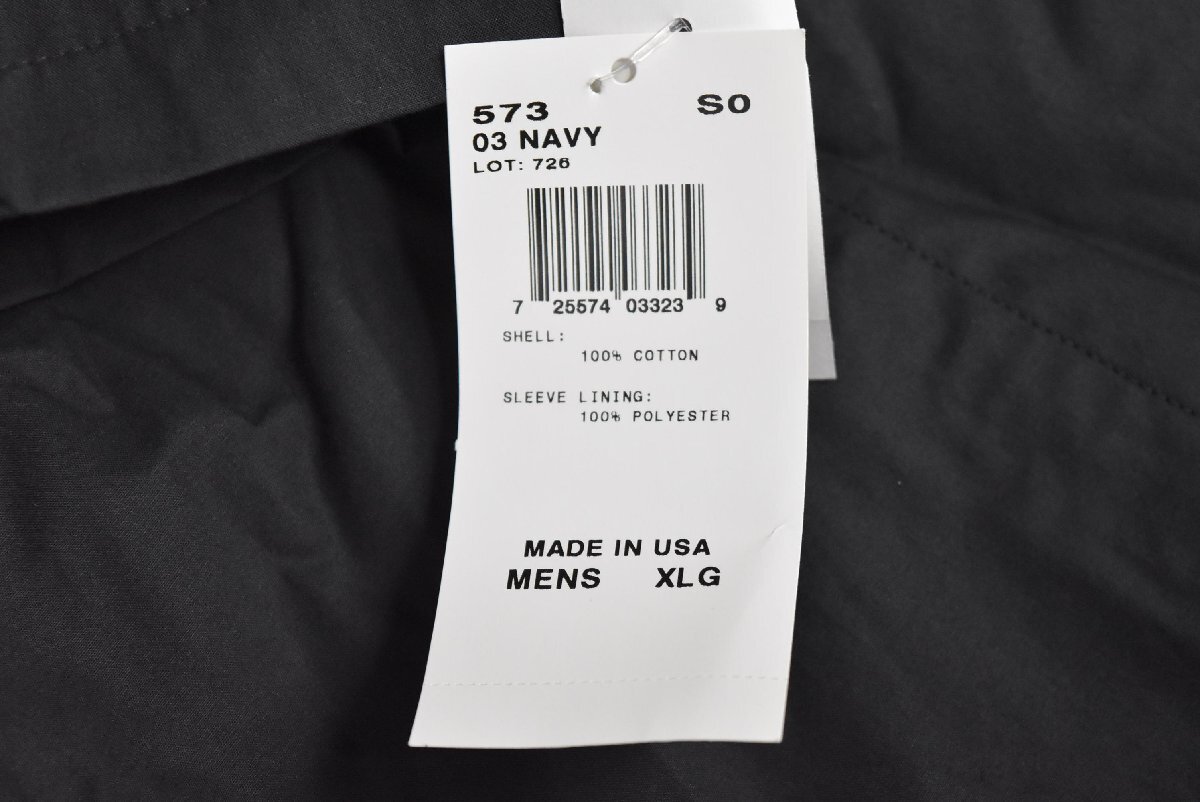 573 S0
03 NAVY
LOT: 726
7 25574 03323 9
SHELL:
100% COTTON
SLEEVE LINING:
100% POLYESTER
MADE IN USA
MENS XLG